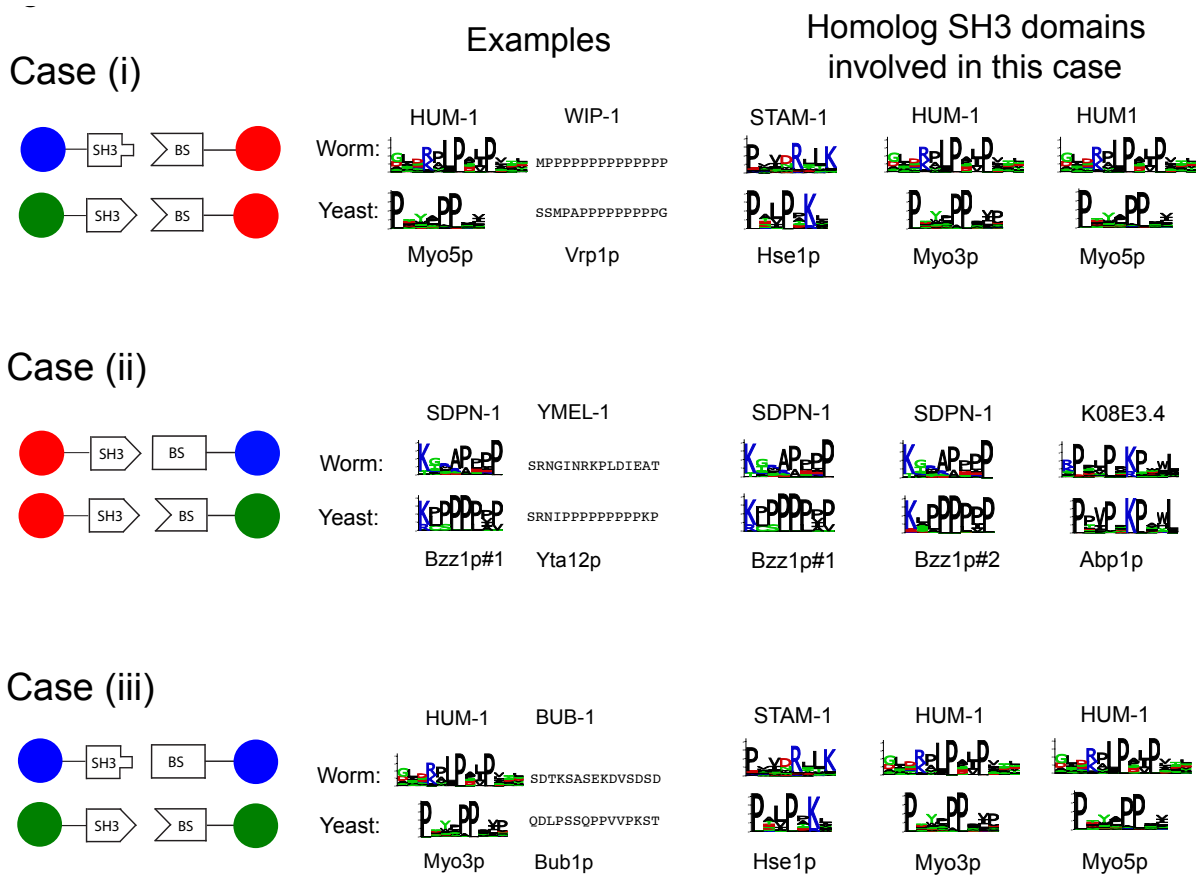 Examples
Homolog SH3 domains
involved in this case
Case (i)
HUM-1 WIP-1 STAM-1 HUM-1 HUM1
SH3 BS
Worm: MPPPPPPPPPPPPPPP
SH3 BS
Yeast: SSMPAPPPPPPPPPG
Myo5p Vrp1p Hse1p Myo3p Myo5p
Case (ii)
SDPN-1 YMEL-1 SDPN-1 SDPN-1 K08E3.4
SH3 BS
Worm: SRNGINRKPLDIEAT
SH3 BS
Yeast: SRNIPPPPPPPPPKP
Bzz1p#1 Yta12p Bzz1p#1 Bzz1p#2 Abp1p
Case (iii)
HUM-1 BUB-1 STAM-1 HUM-1 HUM-1
SH3 BS
Worm: SDTKSASEKDVSDSD
SH3 BS
Yeast: QDLPSSQPPVVPKST
Myo3p Bub1p Hse1p Myo3p Myo5p